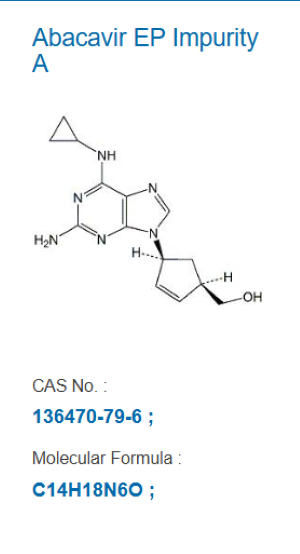 Abacavir EP Impurity
A
NH
N
N
H₂N
N
N
H
H
OH
CAS No. :
136470-79-6 ;
Molecular Formula :
C14H18N6O ;